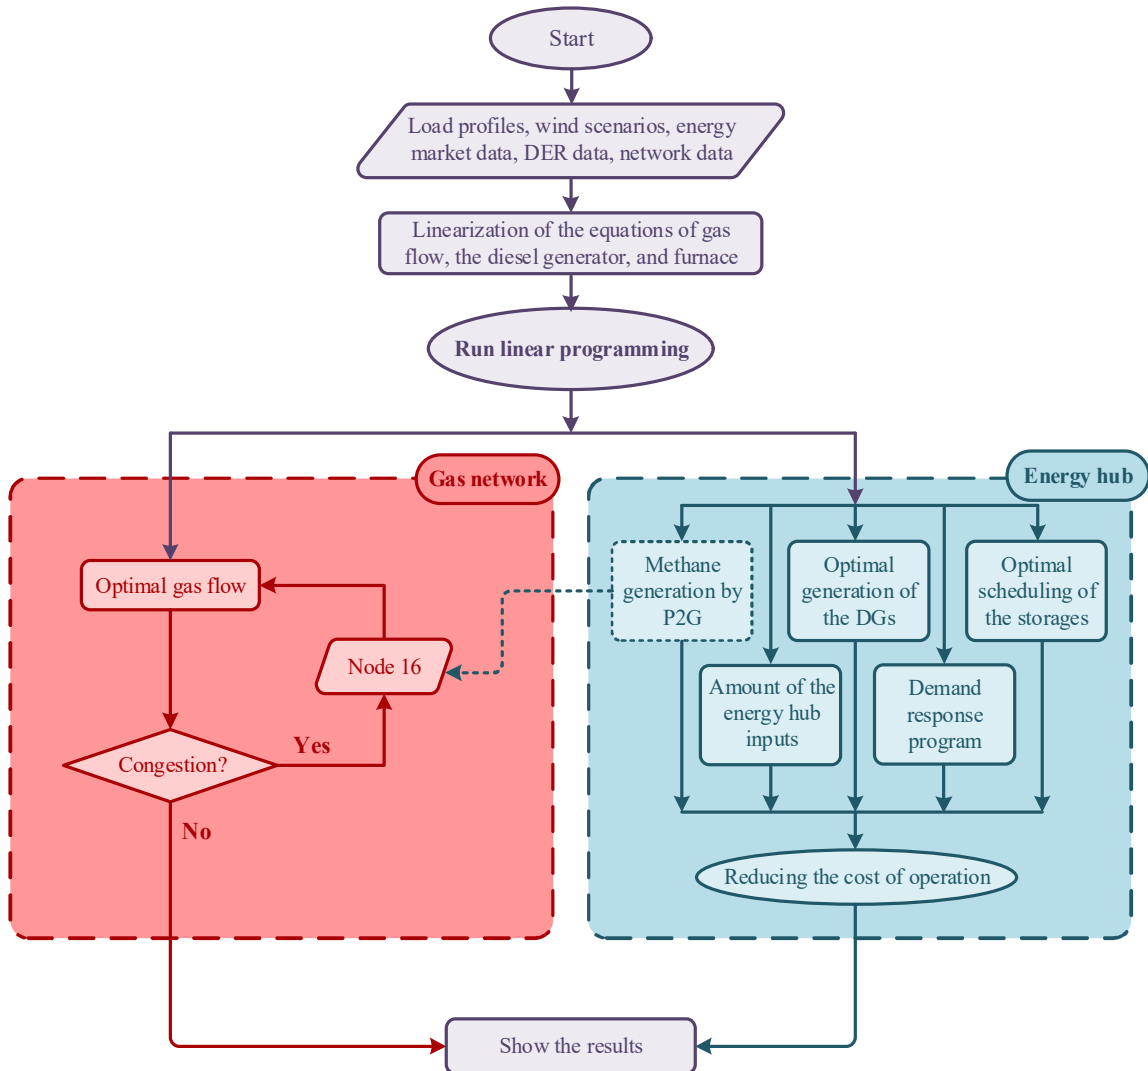 Start
Load profiles, wind scenarios, energy
market data, DER data, network data
Linearization of the equations of gas
flow, the diesel generator, and furnace
Run linear programming
Gas network
Optimal gas flow
Node 16
Congestion?
Yes
No
Energy hub
Methane
generation by
P2G
Optimal
generation of
the DGs
Optimal
scheduling of
the storages
Amount of the
energy hub
inputs
Demand
response
program
Reducing the cost of operation
Show the results